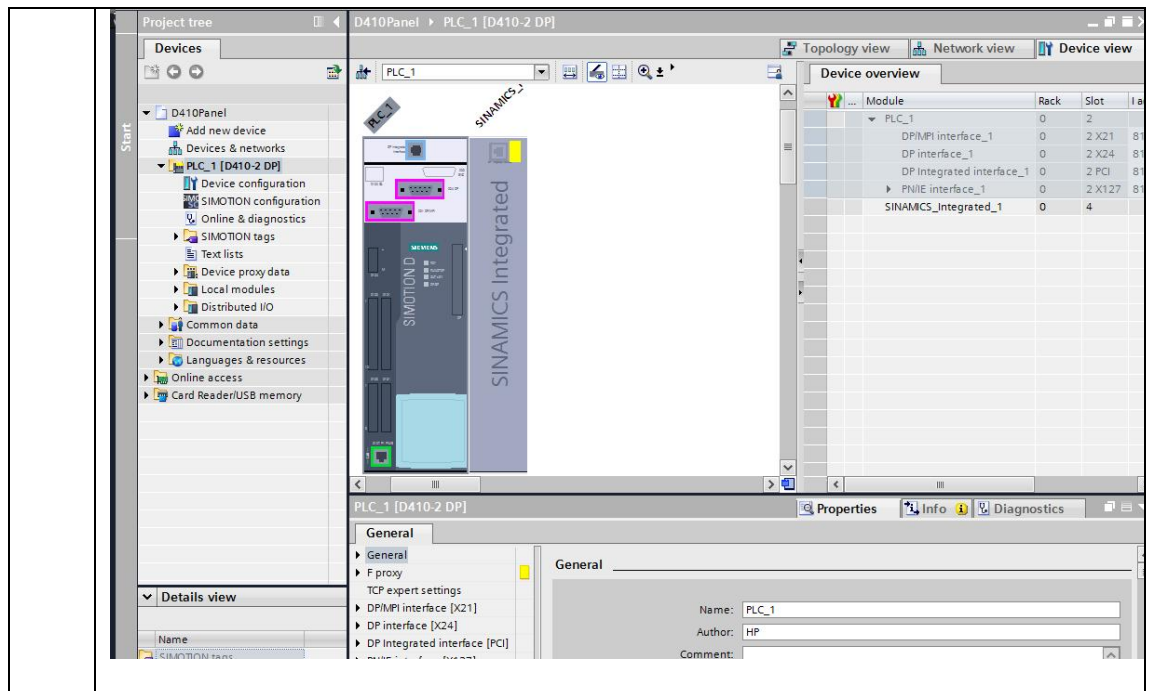 Project tree
D410Panel ▸ PLC_1 [D410-2 DP]
Devices
Topology view
Network view
Device view
PLC_1
Device overview
Start
... Module Rack Slot I a
PLC_1 0 2
DP/MPI interface_1 0 2 X21 81
DP interface_1 0 2 X24 81
DP Integrated interface_1 0 2 PCI 81
PN/IE interface_1 0 2 X127 81
SINAMICS_Integrated_1 0 4
D410Panel
Add new device
Devices & networks
PLC_1 [D410-2 DP]
Device configuration
SIMOTION configuration
Online & diagnostics
SIMOTION tags
Text lists
Device proxy data
Local modules
Distributed I/O
Common data
Documentation settings
Languages & resources
Online access
Card Reader/USB memory
PLC_1
SIEMENS
SIMOTION D
SINAMICS Integrated
PLC_1 [D410-2 DP]
Properties
Info
Diagnostics
General
General
F proxy
TCP expert settings
DP/MPI interface [X21]
DP interface [X24]
DP Integrated interface [PCI]
General
Name: PLC_1
Author: HP
Comment:
Details view
Name
SIMOTION tags